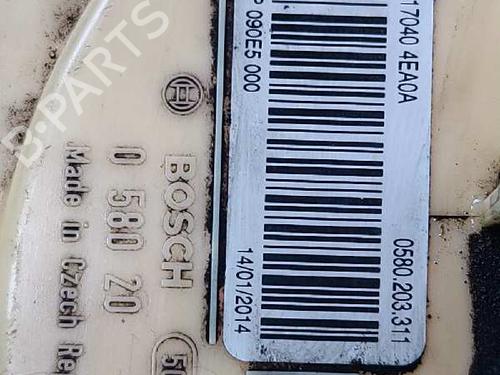 17040 4EA0A
P 090E5 000
0580.203.311
14/01/2014
BOSCH
0 580 20
Made in Czech Re
50
B-PARTS